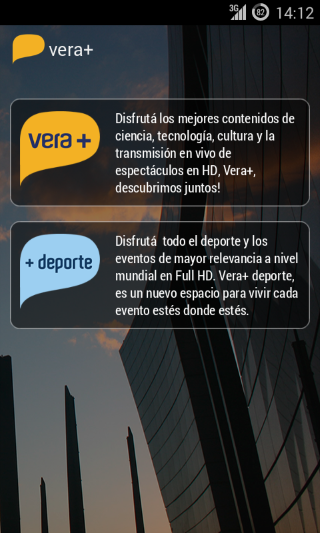 3G 82 14:12
vera+
vera +
Disfrutá los mejores contenidos de
ciencia, tecnología, cultura y la
transmisión en vivo de
espectáculos en HD, Vera+,
descubrimos juntos!
+ deporte
Disfrutá  todo el deporte y los
eventos de mayor relevancia a nivel
mundial en Full HD. Vera+ deporte,
es un nuevo espacio para vivir cada
evento estés donde estés.